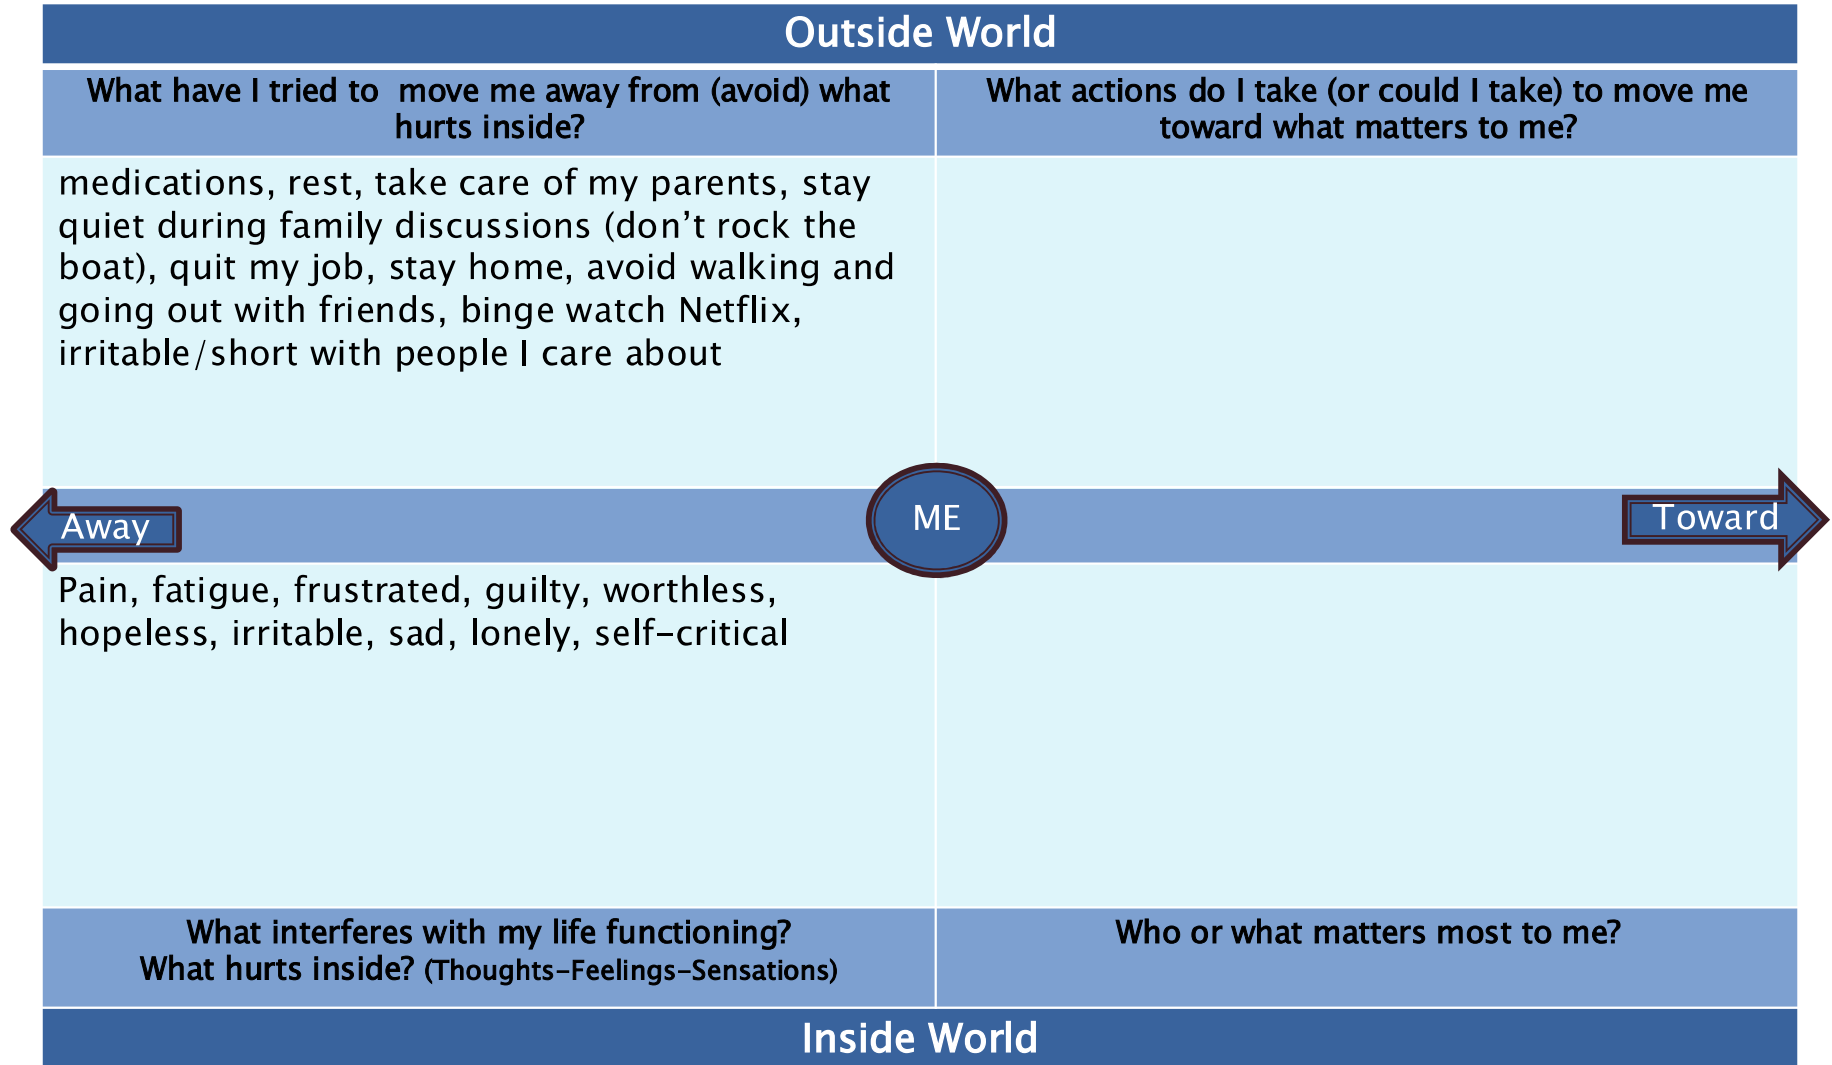 Outside World
What have I tried to  move me away from (avoid) what
hurts inside?
What actions do I take (or could I take) to move me
toward what matters to me?
medications, rest, take care of my parents, stay
quiet during family discussions (don’t rock the
boat), quit my job, stay home, avoid walking and
going out with friends, binge watch Netflix,
irritable/short with people I care about
Away
ME
Toward
Pain, fatigue, frustrated, guilty, worthless,
hopeless, irritable, sad, lonely, self-critical
What interferes with my life functioning?
What hurts inside? (Thoughts-Feelings-Sensations)
Who or what matters most to me?
Inside World